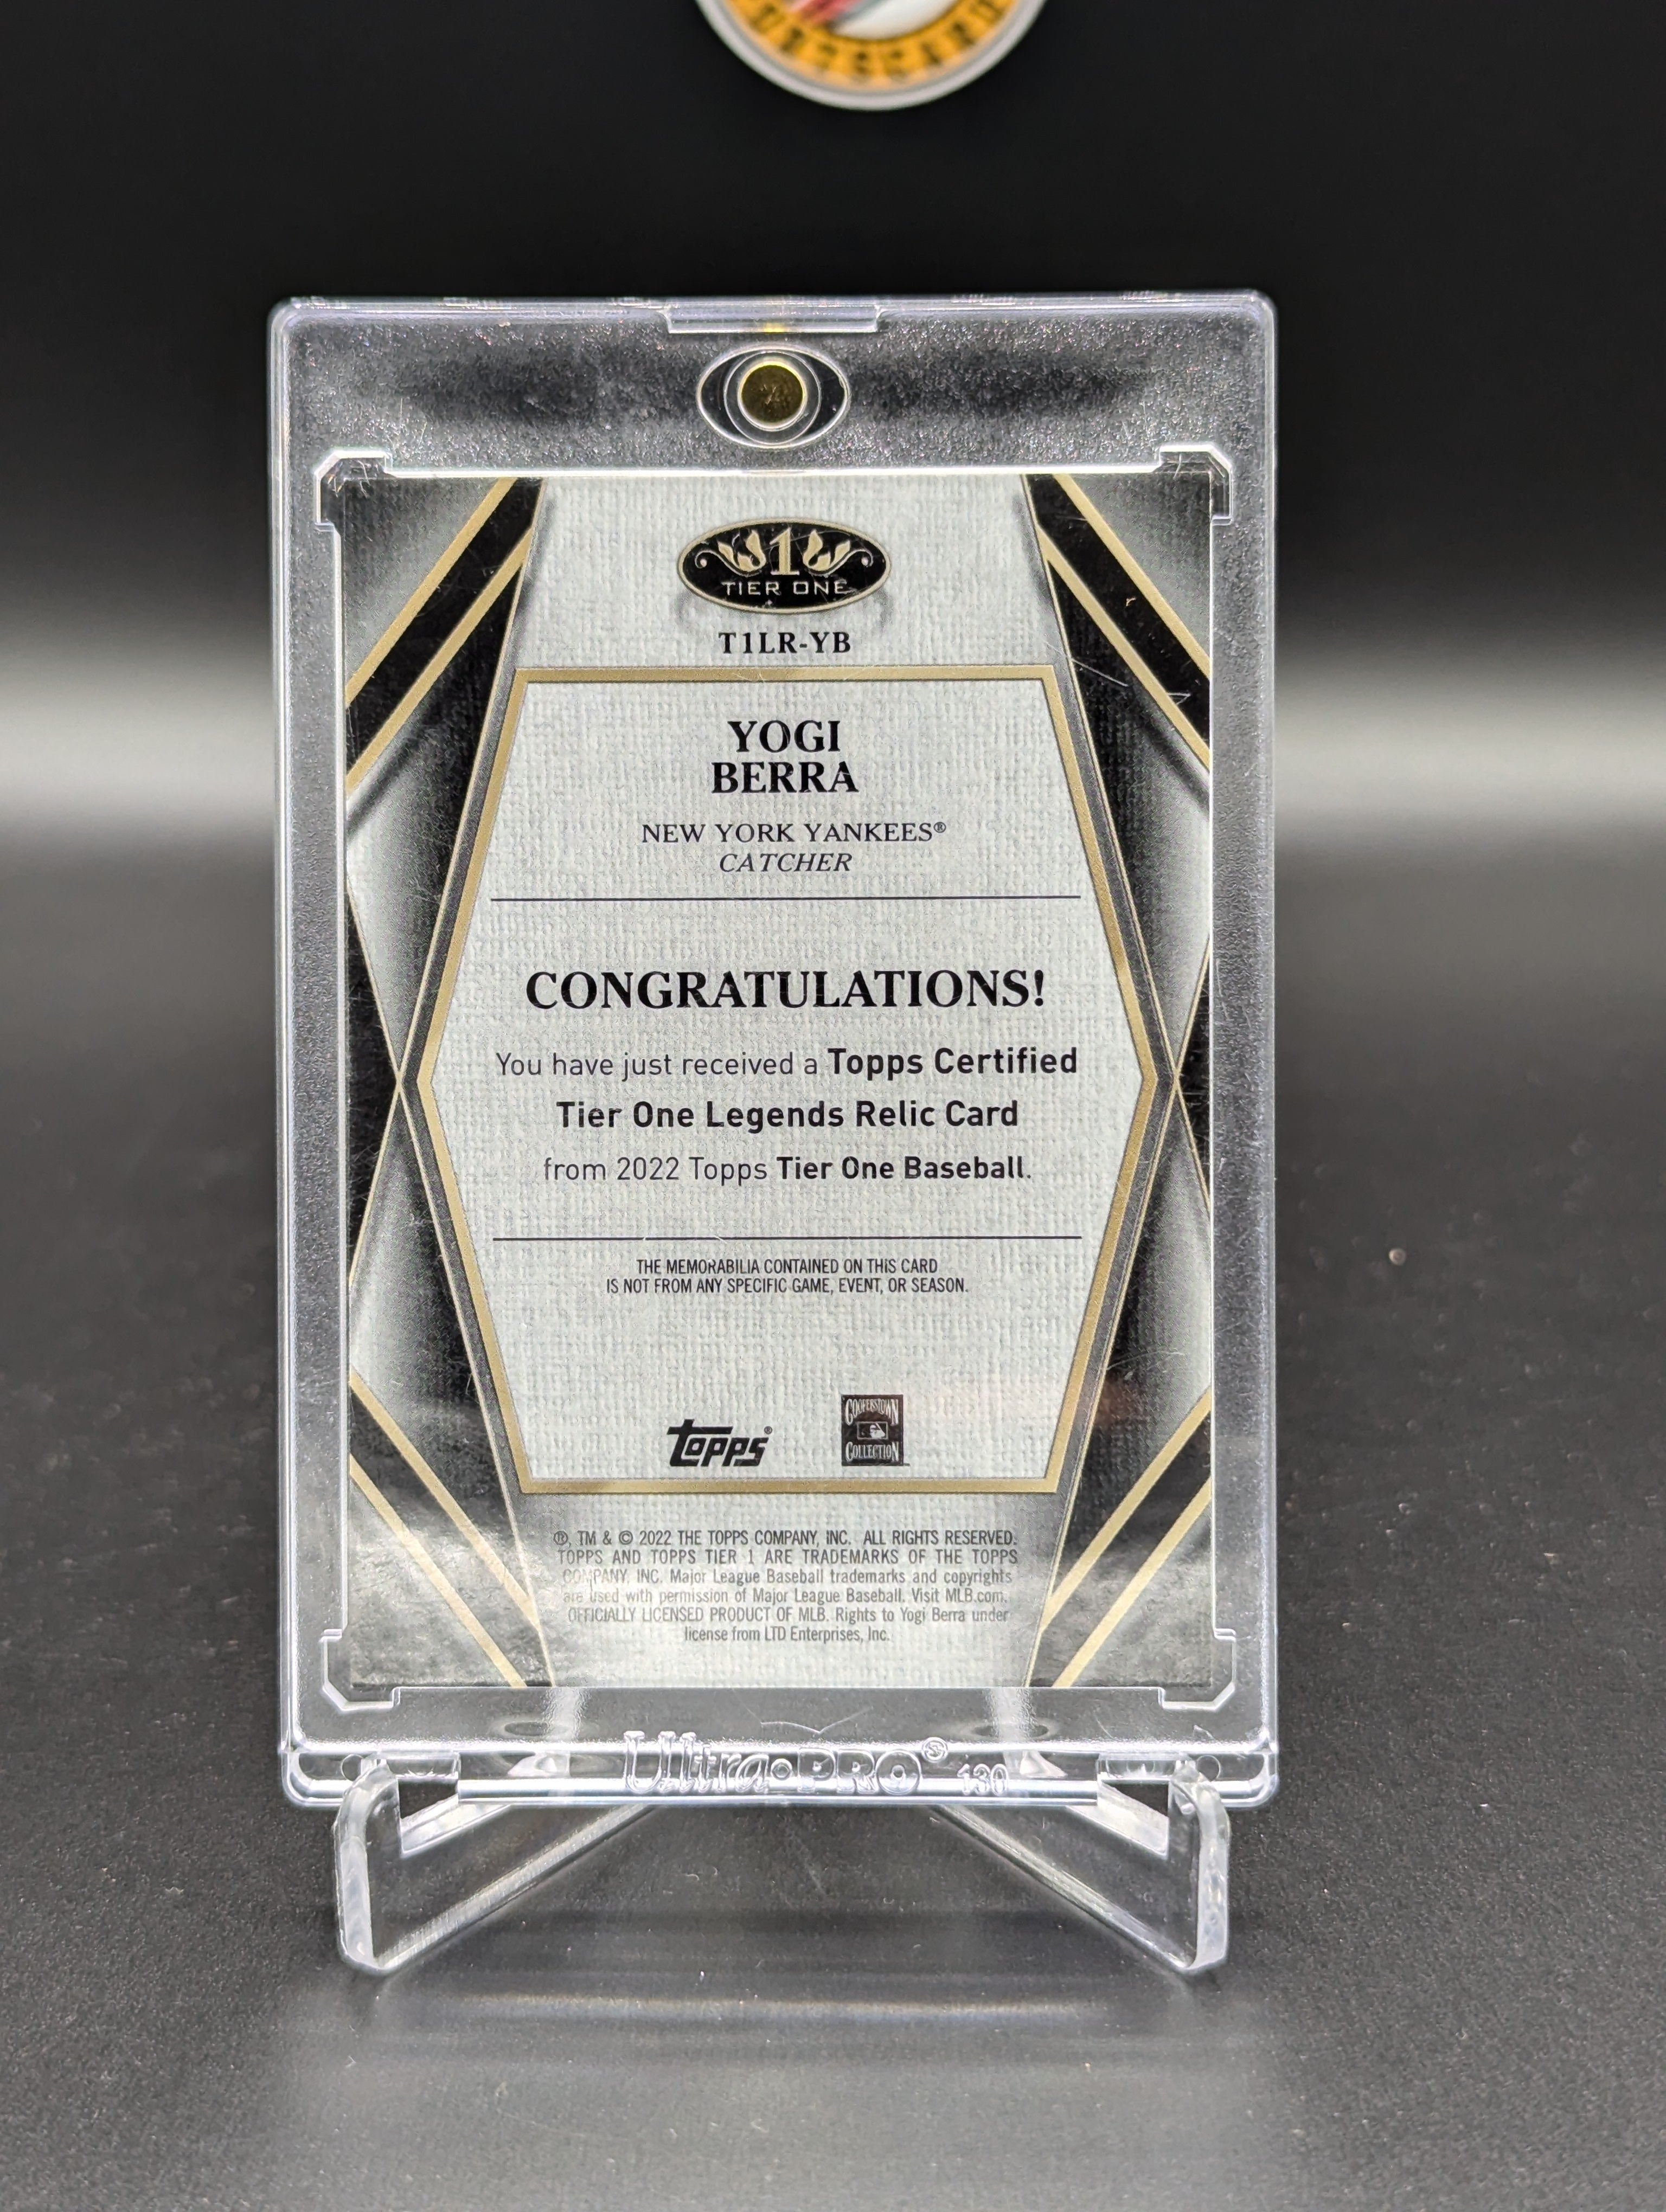 1
TIER ONE
T1LR-YB
YOGI
BERRA
NEW YORK YANKEES®
CATCHER
CONGRATULATIONS!
You have just received a Topps Certified
Tier One Legends Relic Card
from 2022 Topps Tier One Baseball.
THE MEMORABILIA CONTAINED ON THIS CARD
IS NOT FROM ANY SPECIFIC GAME, EVENT, OR SEASON.
topps®
COOPERSTOWN
COLLECTION
®, TM & © 2022 THE TOPPS COMPANY, INC. ALL RIGHTS RESERVED.
TOPPS AND TOPPS TIER 1 ARE TRADEMARKS OF THE TOPPS
COMPANY, INC. Major League Baseball trademarks and copyrights
are used with permission of Major League Baseball. Visit MLB.com.
OFFICIALLY LICENSED PRODUCT OF MLB. Rights to Yogi Berra under
license from LTD Enterprises, Inc.
Ultra•PRO® 130